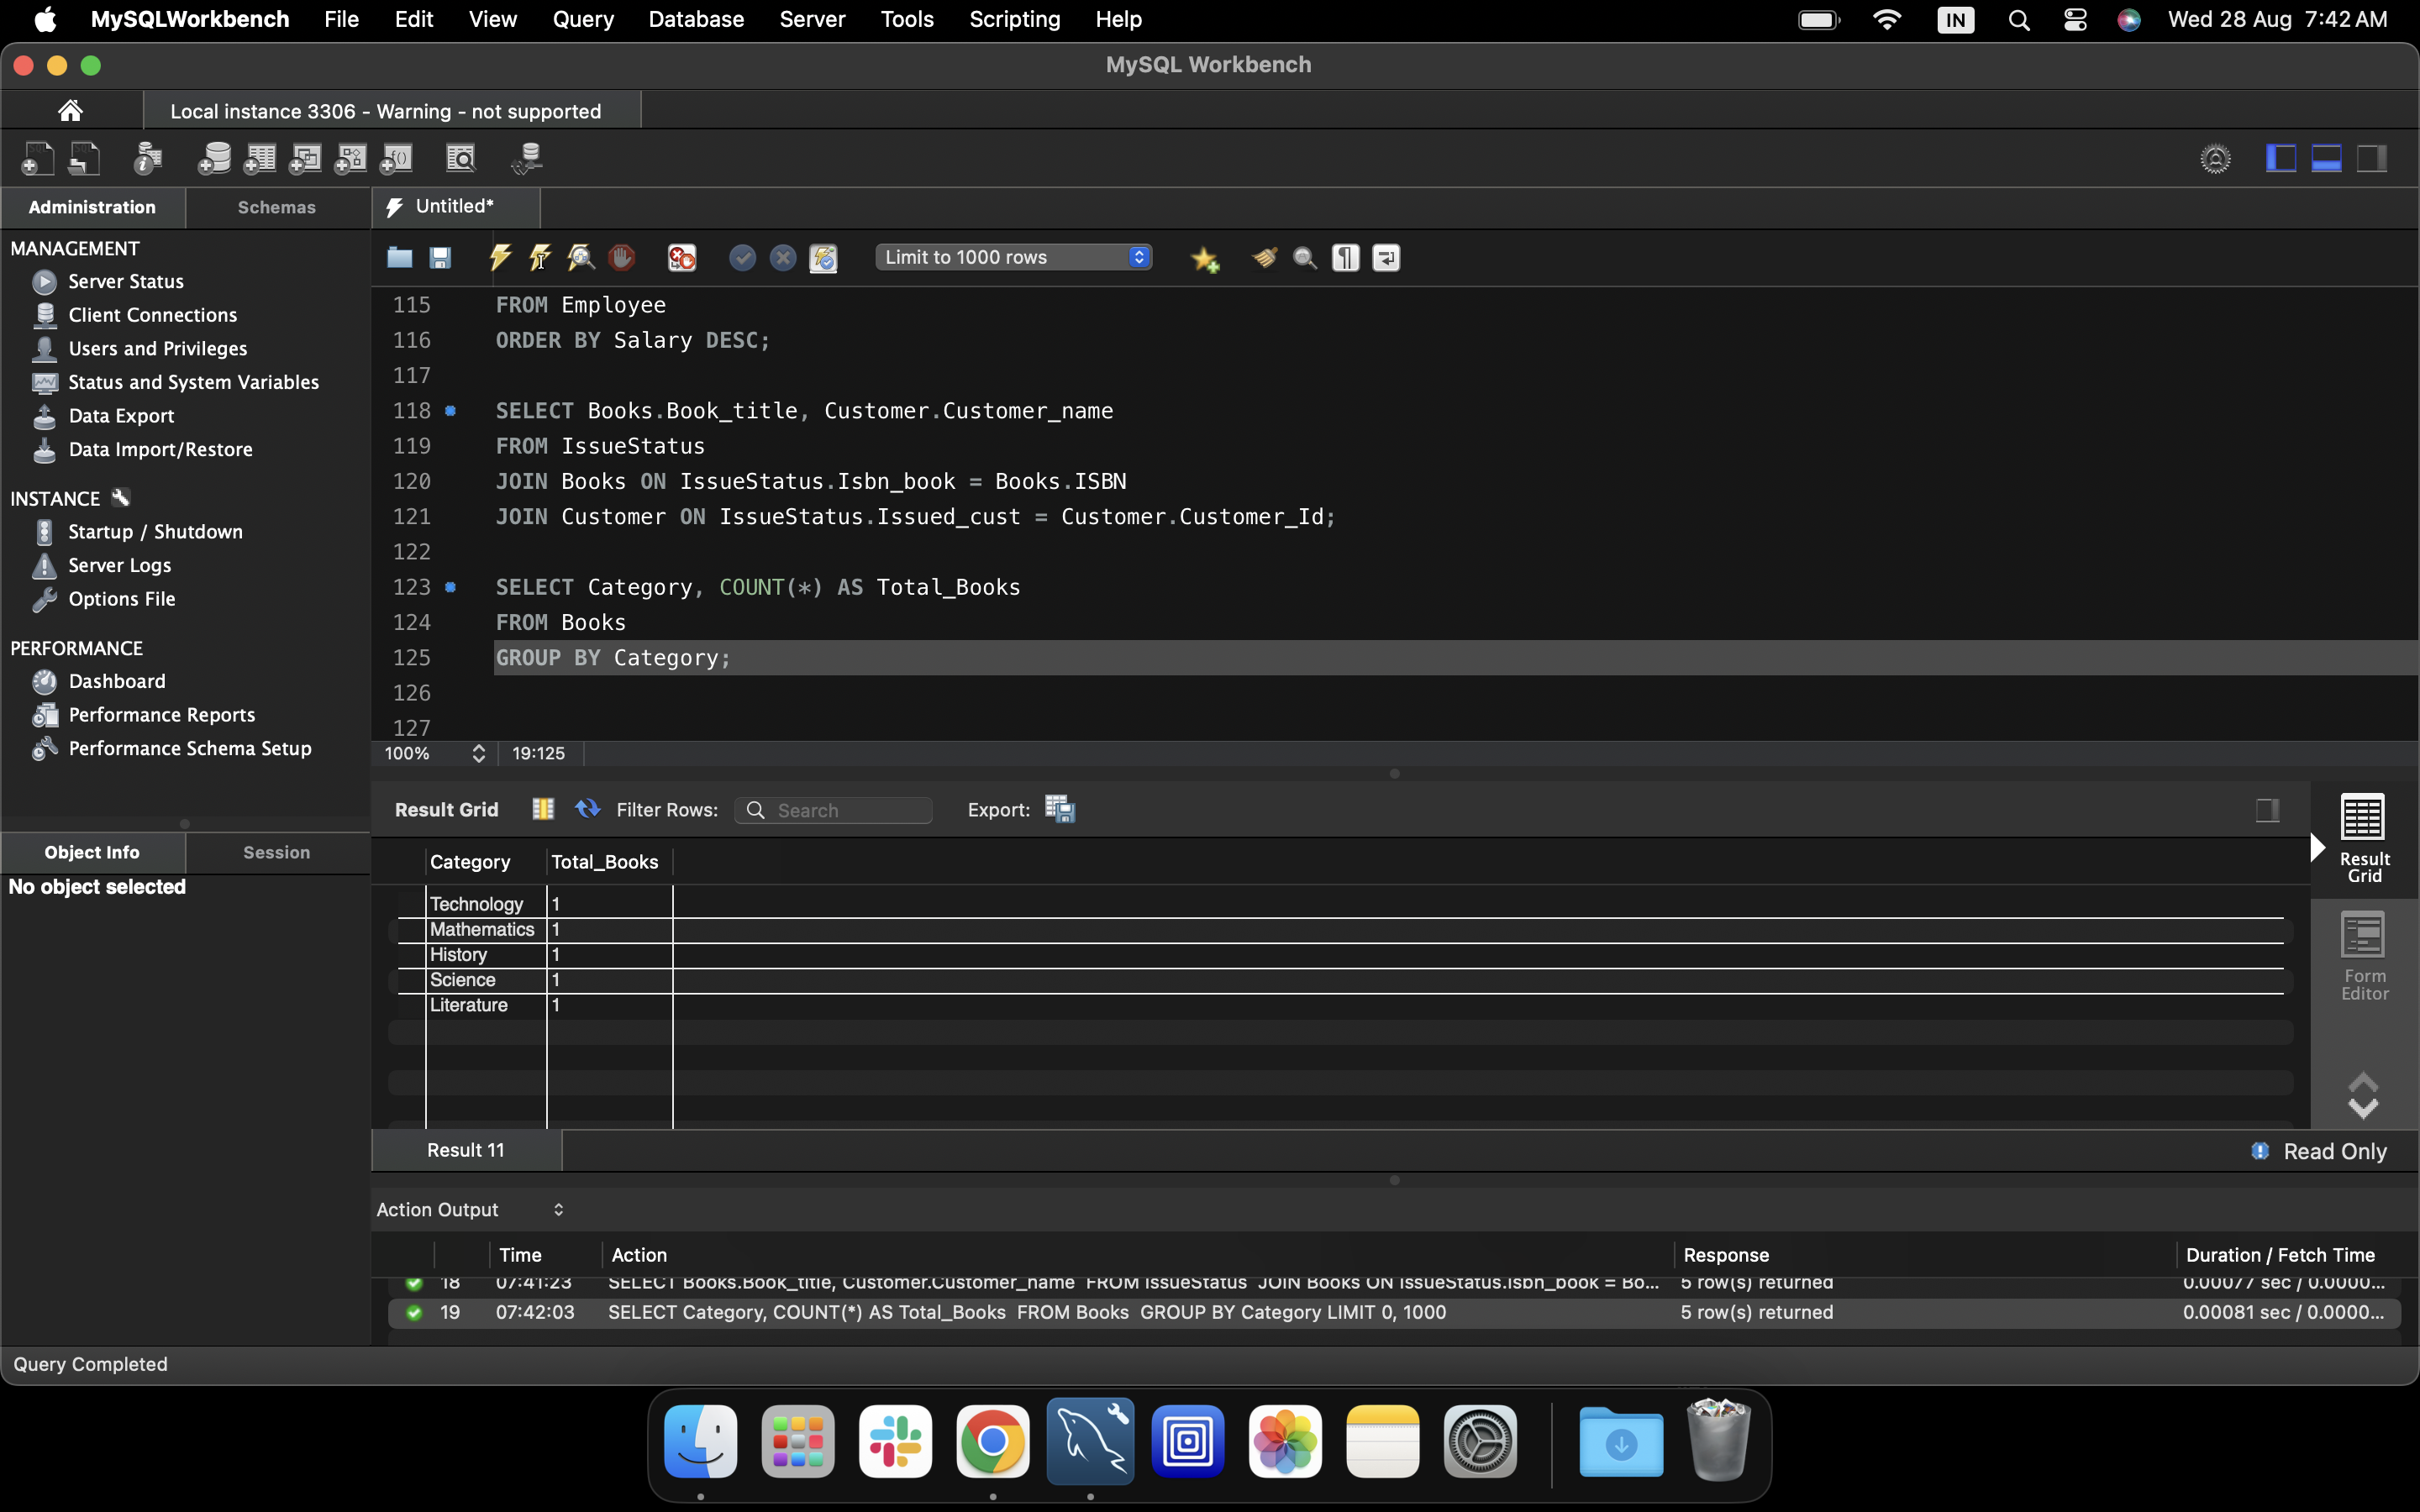 MySQLWorkbench File Edit View Query Database Server Tools Scripting Help IN Wed 28 Aug 7:42 AM
MySQL Workbench
Local instance 3306 - Warning - not supported
Administration Schemas Untitled*
MANAGEMENT
Server Status
Client Connections
Users and Privileges
Status and System Variables
Data Export
Data Import/Restore
INSTANCE
Startup / Shutdown
Server Logs
Options File
PERFORMANCE
Dashboard
Performance Reports
Performance Schema Setup
Object Info Session
No object selected
Limit to 1000 rows
115 FROM Employee
116 ORDER BY Salary DESC;
117
118 SELECT Books.Book_title, Customer.Customer_name
119 FROM IssueStatus
120 JOIN Books ON IssueStatus.Isbn_book = Books.ISBN
121 JOIN Customer ON IssueStatus.Issued_cust = Customer.Customer_Id;
122
123 SELECT Category, COUNT(*) AS Total_Books
124 FROM Books
125 GROUP BY Category;
126
127
100% 19:125
Result Grid Filter Rows: Search Export:
Category Total_Books
Technology 1
Mathematics 1
History 1
Science 1
Literature 1
Result Grid
Form Editor
Result 11 Read Only
Action Output
Time Action Response Duration / Fetch Time
18 07:41:23 SELECT Books.Book_title, Customer.Customer_name FROM IssueStatus JOIN Books ON IssueStatus.Isbn_book = Bo... 5 row(s) returned 0.00077 sec / 0.0000...
19 07:42:03 SELECT Category, COUNT(*) AS Total_Books FROM Books GROUP BY Category LIMIT 0, 1000 5 row(s) returned 0.00081 sec / 0.0000...
Query Completed